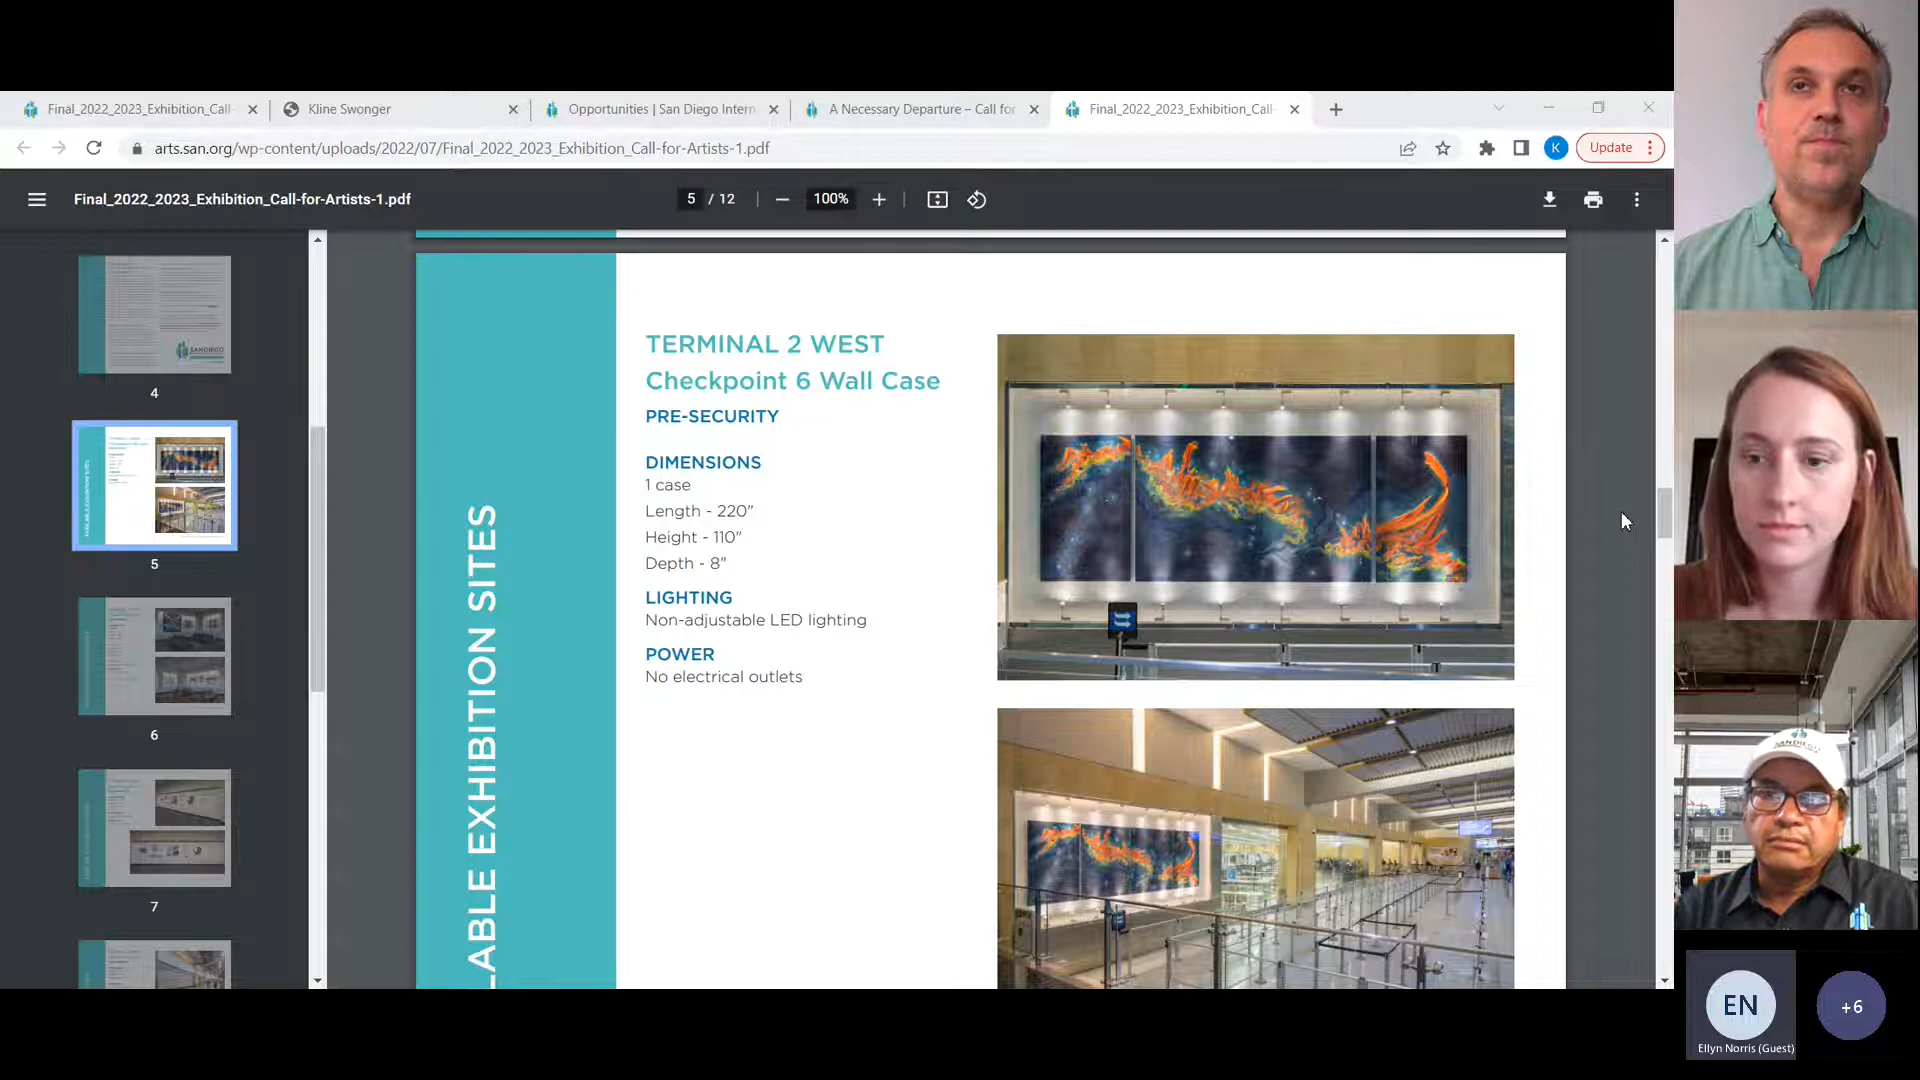 Final_2022_2023_Exhibition_Call-
Kline Swonger
Opportunities | San Diego Intern
A Necessary Departure – Call for
Final_2022_2023_Exhibition_Call-
arts.san.org/wp-content/uploads/2022/07/Final_2022_2023_Exhibition_Call-for-Artists-1.pdf
K
Update
Final_2022_2023_Exhibition_Call-for-Artists-1.pdf
5 / 12
100%
4
5
6
7
LABLE EXHIBITION SITES
TERMINAL 2 WEST
Checkpoint 6 Wall Case
PRE-SECURITY
DIMENSIONS
1 case
Length - 220"
Height - 110"
Depth - 8"
LIGHTING
Non-adjustable LED lighting
POWER
No electrical outlets
SAN DIEGO
EN
Ellyn Norris (Guest)
+6